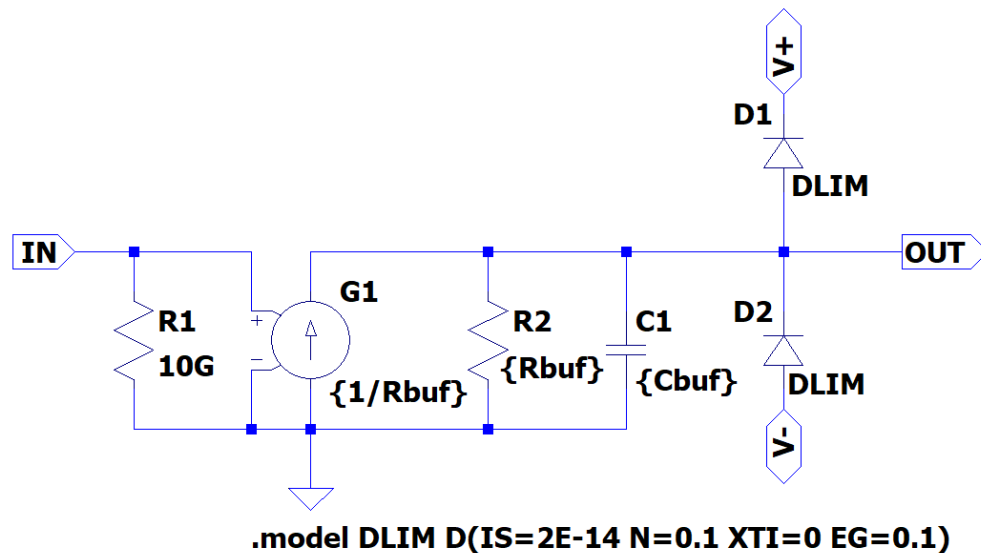 V+
D1
DLIM
IN
OUT
G1
R1
10G
+
−
{1/Rbuf}
R2
{Rbuf}
C1
{Cbuf}
D2
DLIM
V-
.model DLIM D(IS=2E-14 N=0.1 XTI=0 EG=0.1)